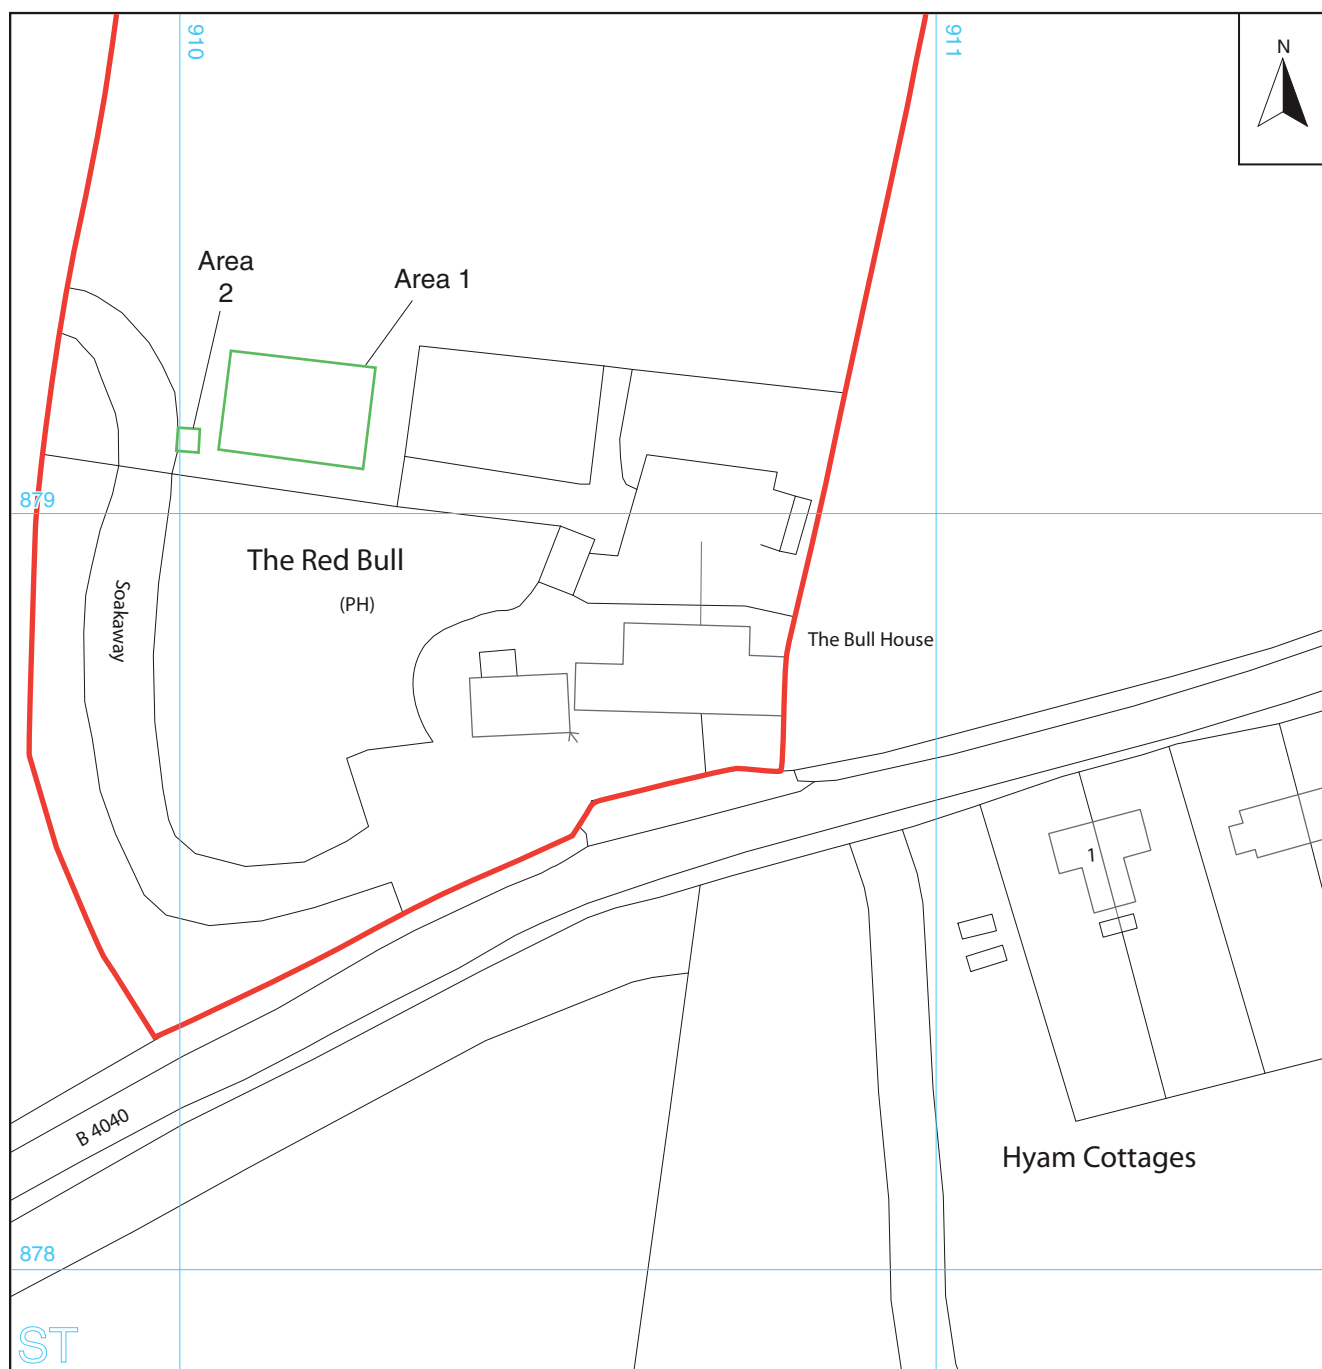 910
911
N
Area
2
Area 1
879
The Red Bull
(PH)
Soakaway
The Bull House
1
B 4040
Hyam Cottages
878
ST